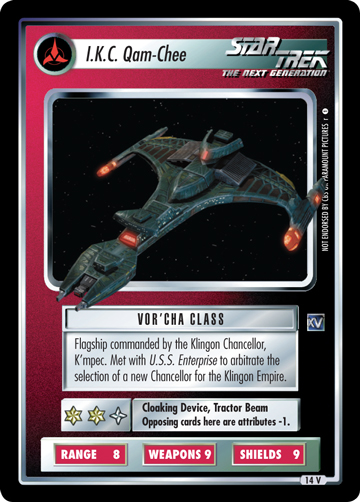 I.K.C. Qam-Chee
STAR TREK
THE NEXT GENERATION
VOR'CHA CLASS
KV
Flagship commanded by the Klingon Chancellor,
K'mpec. Met with U.S.S. Enterprise to arbitrate the
selection of a new Chancellor for the Klingon Empire.
Cloaking Device, Tractor Beam
Opposing cards here are attributes -1.
RANGE 8 WEAPONS 9 SHIELDS 9
14 V
NOT ENDORSED BY CBS PARAMOUNT PICTURES